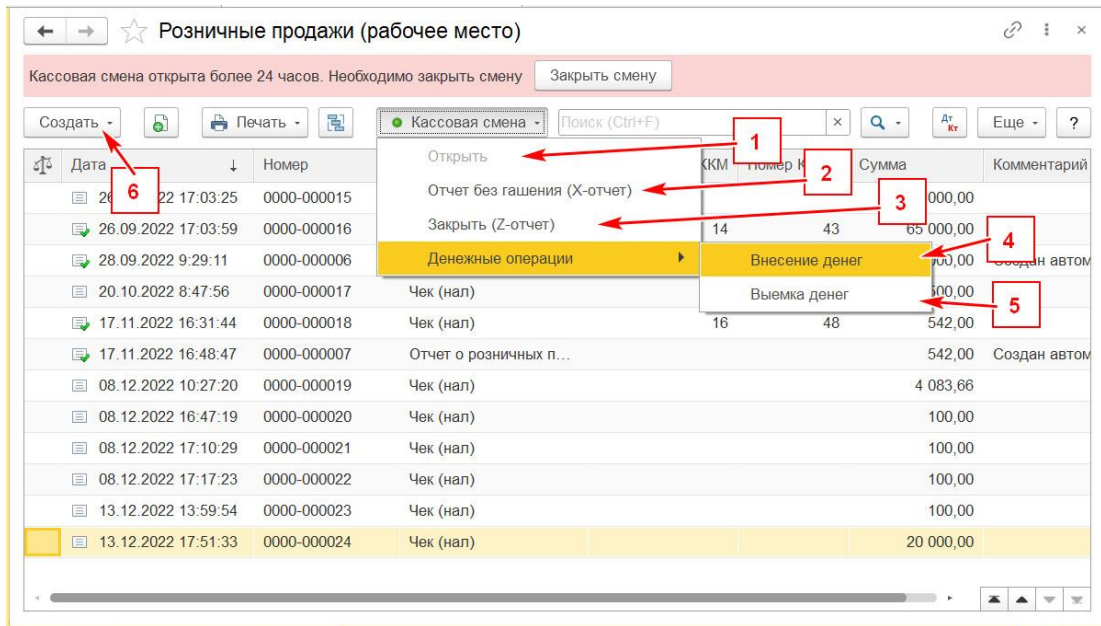 Розничные продажи (рабочее место)
Кассовая смена открыта более 24 часов. Необходимо закрыть смену Закрыть смену
Создать Печать Кассовая смена Поиск (Ctrl+F) × Дт Кт Еще ?
Открыть 1
Отчет без гашения (X-отчет) 2
Закрыть (Z-отчет) 3
Денежные операции
Внесение денег 4
Выемка денег 5
6
Дата ↓ Номер ККМ Номер Сумма Комментарий
26 22 17:03:25 0000-000015 000,00
26.09.2022 17:03:59 0000-000016 14 43 65 000,00
28.09.2022 9:29:11 0000-000006 000,00 Создан автом
20.10.2022 8:47:56 0000-000017 Чек (нал) 500,00
17.11.2022 16:31:44 0000-000018 Чек (нал) 16 48 542,00
17.11.2022 16:48:47 0000-000007 Отчет о розничных п... 542,00 Создан автом
08.12.2022 10:27:20 0000-000019 Чек (нал) 4 083,66
08.12.2022 16:47:19 0000-000020 Чек (нал) 100,00
08.12.2022 17:10:29 0000-000021 Чек (нал) 100,00
08.12.2022 17:17:23 0000-000022 Чек (нал) 100,00
13.12.2022 13:59:54 0000-000023 Чек (нал) 100,00
13.12.2022 17:51:33 0000-000024 Чек (нал) 20 000,00